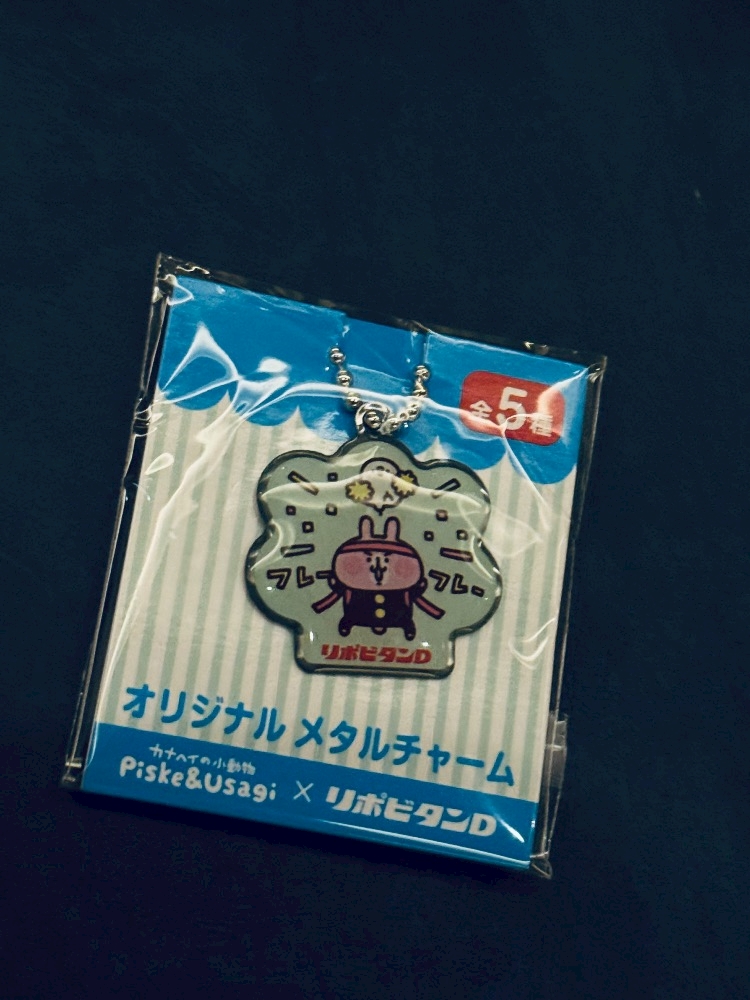 全5種
フレー フレー
リポビタンD
オリジナル メタルチャーム
カナヘイの小動物
Piske&Usagi × リポビタンD